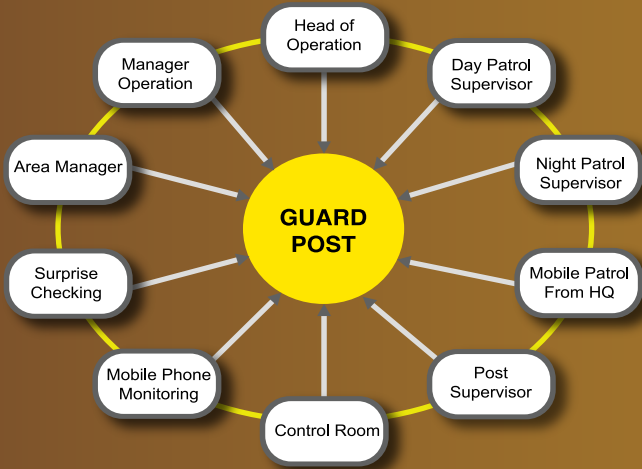 Head of
Operation
Day Patrol
Supervisor
Night Patrol
Supervisor
Mobile Patrol
From HQ
Post
Supervisor
Control Room
Mobile Phone
Monitoring
Surprise
Checking
Area Manager
Manager
Operation
GUARD
POST